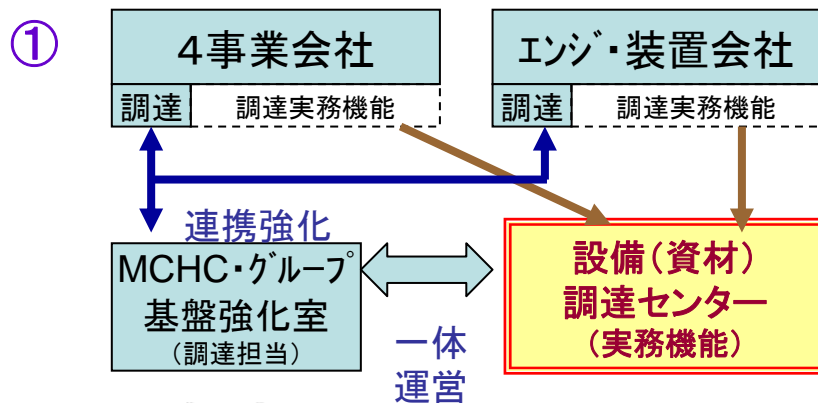 ①
４事業会社
エンジ・装置会社
調達
調達実務機能
調達
調達実務機能
連携強化
MCHC・グループ
基盤強化室
（調達担当）
設備（資材）
調達センター
（実務機能）
一体
運営